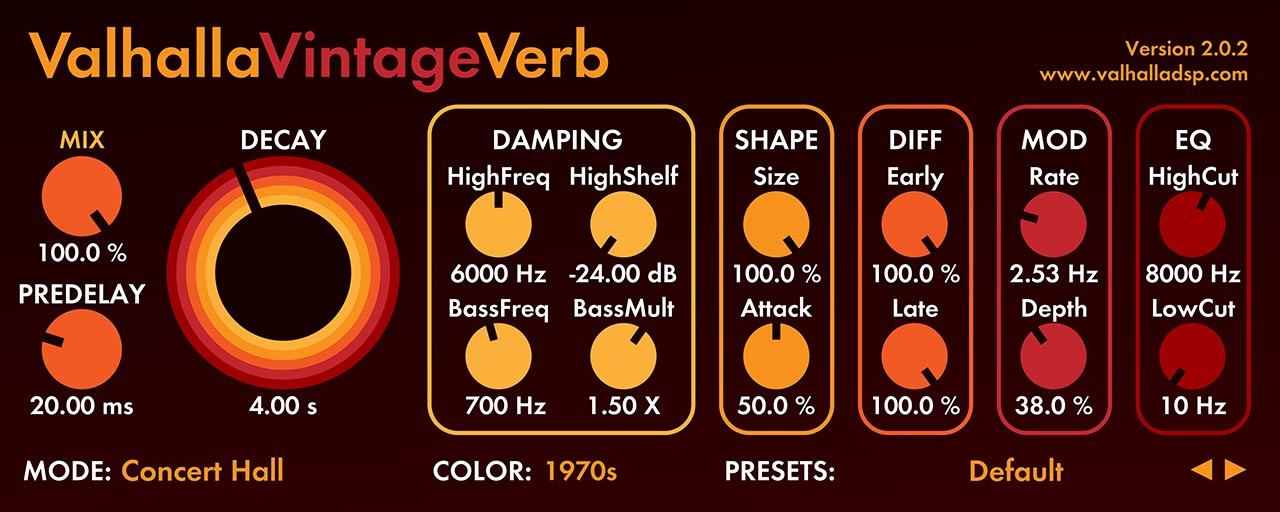 ValhallaVintageVerb
Version 2.0.2
www.valhalladsp.com
MIX
100.0 %
PREDELAY
20.00 ms
DECAY
4.00 s
DAMPING
HighFreq HighShelf
6000 Hz -24.00 dB
BassFreq BassMult
700 Hz 1.50 X
SHAPE
Size
100.0 %
Attack
50.0 %
DIFF
Early
100.0 %
Late
100.0 %
MOD
Rate
2.53 Hz
Depth
38.0 %
EQ
HighCut
8000 Hz
LowCut
10 Hz
MODE: Concert Hall COLOR: 1970s PRESETS: Default